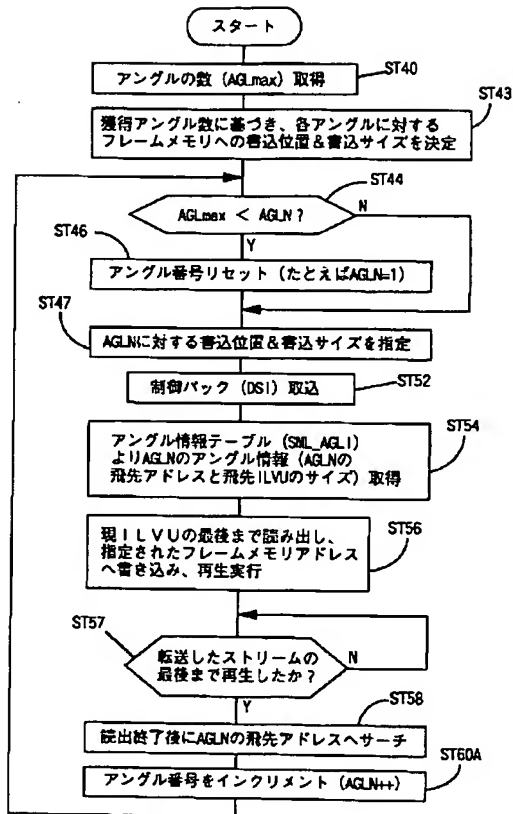 スタート
アングルの数 (AGLmax) 取得
ST40
ST43
獲得アングル数に基づき、各アングルに対する
フレームメモリへの書込位置&書込サイズを決定
ST44
AGLmax < AGLN ?
N
Y
ST46
アングル番号リセット (たとえばAGLN=1)
ST47
AGLNに対する書込位置&書込サイズを指定
制御パック (DSI) 取込
ST52
ST54
アングル情報テーブル (SML_AGLI)
よりAGLNのアングル情報 (AGLNの
飛先アドレスと飛先ILVUのサイズ) 取得
ST56
現ILVUの最後まで読み出し、
指定されたフレームメモリアドレス
へ書き込み、再生実行
ST57
転送したストリームの
最後まで再生したか?
N
Y
ST58
読出終了後にAGLNの飛先アドレスへサーチ
ST60A
アングル番号をインクリメント (AGLN++)